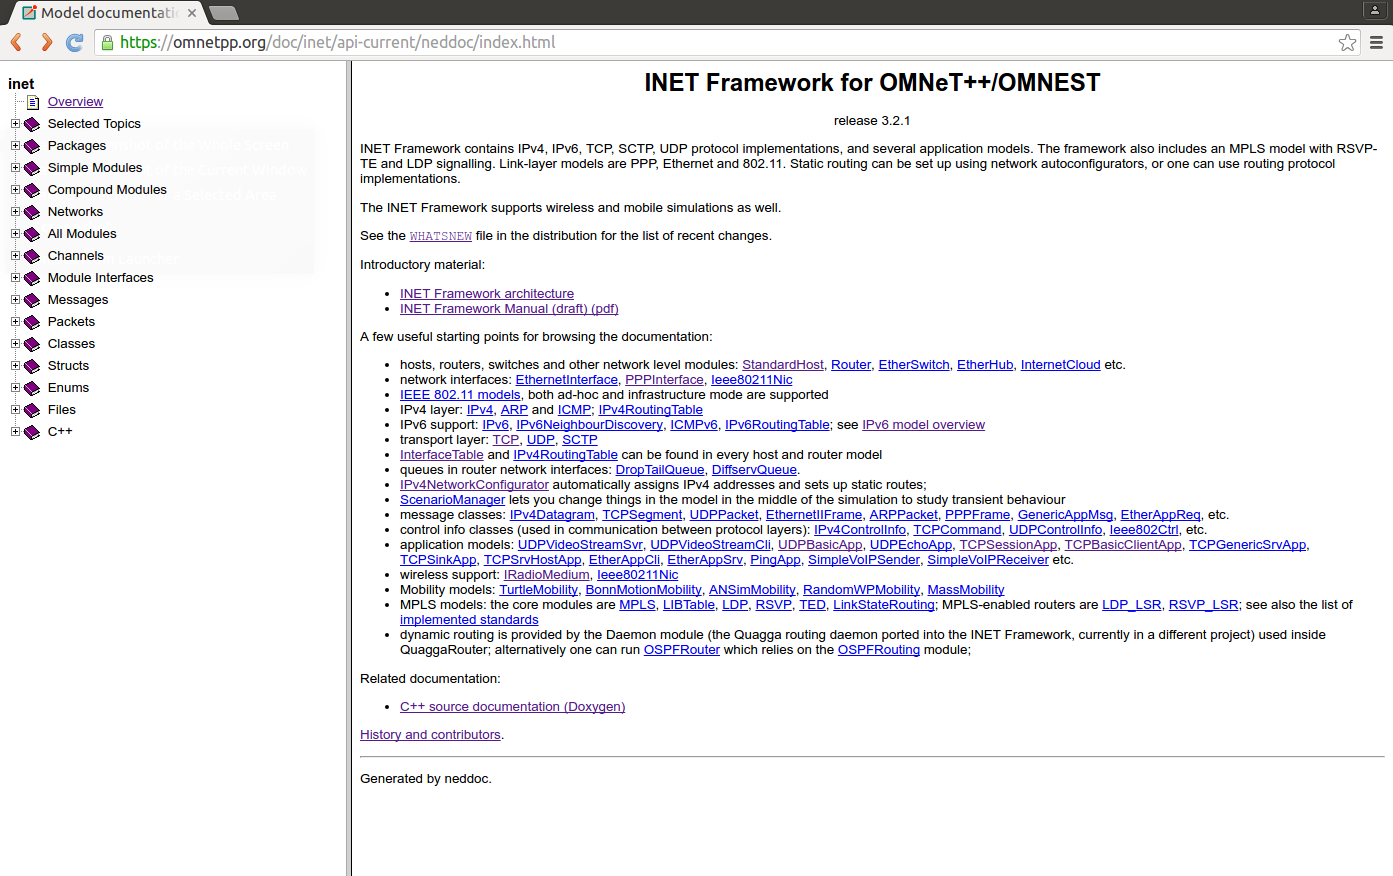 Model documentati
https://omnetpp.org/doc/inet/api-current/neddoc/index.html
inet
Overview
Selected Topics
Packages
Simple Modules
Compound Modules
Networks
All Modules
Channels
Module Interfaces
Messages
Packets
Classes
Structs
Enums
Files
C++
INET Framework for OMNeT++/OMNEST
release 3.2.1
INET Framework contains IPv4, IPv6, TCP, SCTP, UDP protocol implementations, and several application models. The framework also includes an MPLS model with RSVP-
TE and LDP signalling. Link-layer models are PPP, Ethernet and 802.11. Static routing can be set up using network autoconfigurators, or one can use routing protocol
implementations.
The INET Framework supports wireless and mobile simulations as well.
See the WHATSNEW file in the distribution for the list of recent changes.
Introductory material:
• INET Framework architecture
• INET Framework Manual (draft) (pdf)
A few useful starting points for browsing the documentation:
• hosts, routers, switches and other network level modules: StandardHost, Router, EtherSwitch, EtherHub, InternetCloud etc.
• network interfaces: EthernetInterface, PPPInterface, Ieee80211Nic
• IEEE 802.11 models, both ad-hoc and infrastructure mode are supported
• IPv4 layer: IPv4, ARP and ICMP; IPv4RoutingTable
• IPv6 support: IPv6, IPv6NeighbourDiscovery, ICMPv6, IPv6RoutingTable; see IPv6 model overview
• transport layer: TCP, UDP, SCTP
• InterfaceTable and IPv4RoutingTable can be found in every host and router model
• queues in router network interfaces: DropTailQueue, DiffservQueue.
• IPv4NetworkConfigurator automatically assigns IPv4 addresses and sets up static routes;
• ScenarioManager lets you change things in the model in the middle of the simulation to study transient behaviour
• message classes: IPv4Datagram, TCPSegment, UDPPacket, EthernetIIFrame, ARPPacket, PPPFrame, GenericAppMsg, EtherAppReq, etc.
• control info classes (used in communication between protocol layers): IPv4ControlInfo, TCPCommand, UDPControlInfo, Ieee802Ctrl, etc.
• application models: UDPVideoStreamSvr, UDPVideoStreamCli, UDPBasicApp, UDPEchoApp, TCPSessionApp, TCPBasicClientApp, TCPGenericSrvApp,
TCPSinkApp, TCPSrvHostApp, EtherAppCli, EtherAppSrv, PingApp, SimpleVoIPSender, SimpleVoIPReceiver etc.
• wireless support: IRadioMedium, Ieee80211Nic
• Mobility models: TurtleMobility, BonnMotionMobility, ANSimMobility, RandomWPMobility, MassMobility
• MPLS models: the core modules are MPLS, LIBTable, LDP, RSVP, TED, LinkStateRouting; MPLS-enabled routers are LDP_LSR, RSVP_LSR; see also the list of
implemented standards
• dynamic routing is provided by the Daemon module (the Quagga routing daemon ported into the INET Framework, currently in a different project) used inside
QuaggaRouter; alternatively one can run OSPFRouter which relies on the OSPFRouting module;
Related documentation:
• C++ source documentation (Doxygen)
History and contributors.
Generated by neddoc.